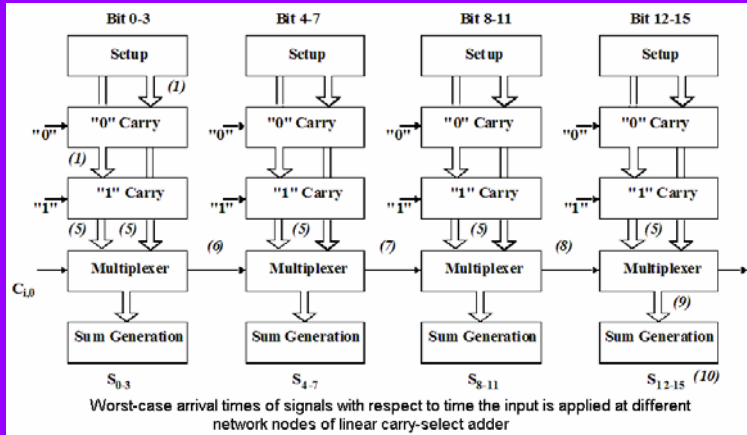 Bit 0-3 Bit 4-7 Bit 8-11 Bit 12-15
Setup Setup Setup Setup
(1)
"0" "0" Carry "0" "0" Carry "0" "0" Carry "0" "0" Carry
(1)
"1" "1" Carry "1" "1" Carry "1" "1" Carry "1" "1" Carry
(5) (5) (5) (5) (5)
(6) (7) (8)
Multiplexer Multiplexer Multiplexer Multiplexer
Ci,0
(9)
Sum Generation Sum Generation Sum Generation Sum Generation
S0-3 S4-7 S8-11 S12-15 (10)
Worst-case arrival times of signals with respect to time the input is applied at different
network nodes of linear carry-select adder